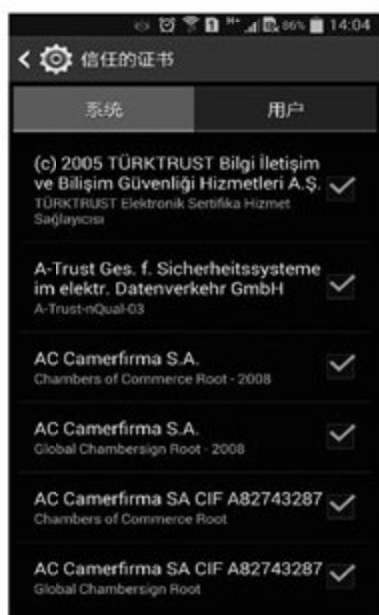 H+ 86% 14:04
信任的证书
系统 用户
(c) 2005 TÜRKTRUST Bilgi İletişim
ve Bilişim Güvenliği Hizmetleri A.Ş.
TÜRKTRUST Elektronik Sertifika Hizmet
Sağlayıcısı
A-Trust Ges. f. Sicherheitssysteme
im elektr. Datenverkehr GmbH
A-Trust-nQual-03
AC Camerfirma S.A.
Chambers of Commerce Root - 2008
AC Camerfirma S.A.
Global Chambersign Root - 2008
AC Camerfirma SA CIF A82743287
Chambers of Commerce Root
AC Camerfirma SA CIF A82743287
Global Chambersign Root